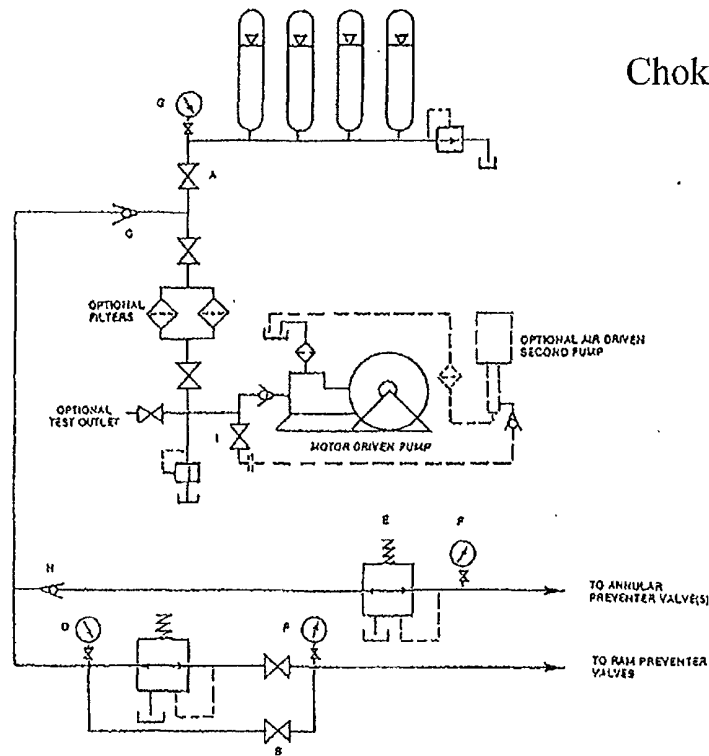 Chok
G
A
C
OPTIONAL
FILTERS
OPTIONAL AIR DRIVEN
SECOND PUMP
OPTIONAL
TEST OUTLET
I
MOTOR DRIVEN PUMP
E
F
H
TO ANNULAR
PREVENTER VALVE(S)
D
F
TO RAM PREVENTER
VALVES
B